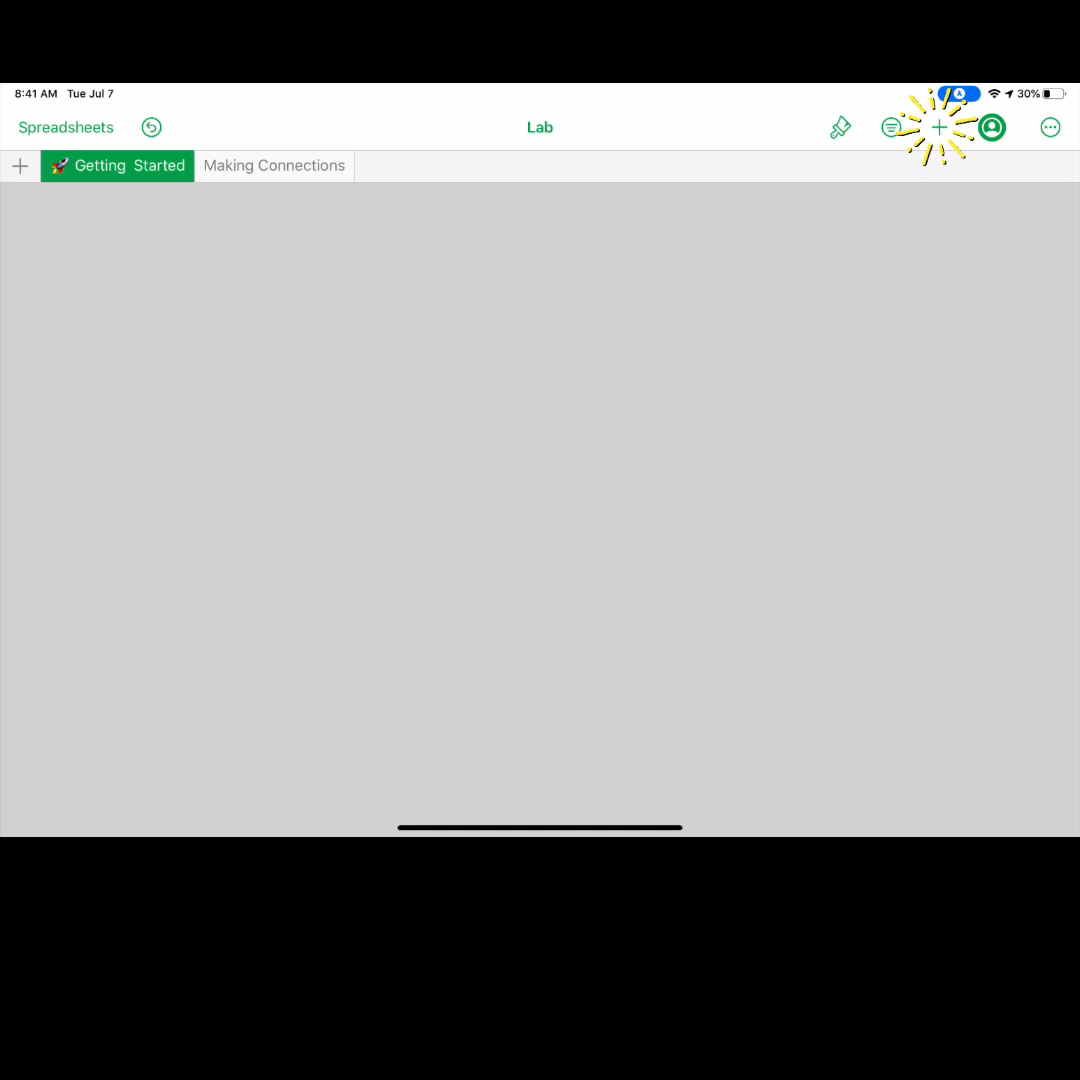 8:41 AM Tue Jul 7
30%
Spreadsheets
Lab
🚀 Getting Started
Making Connections